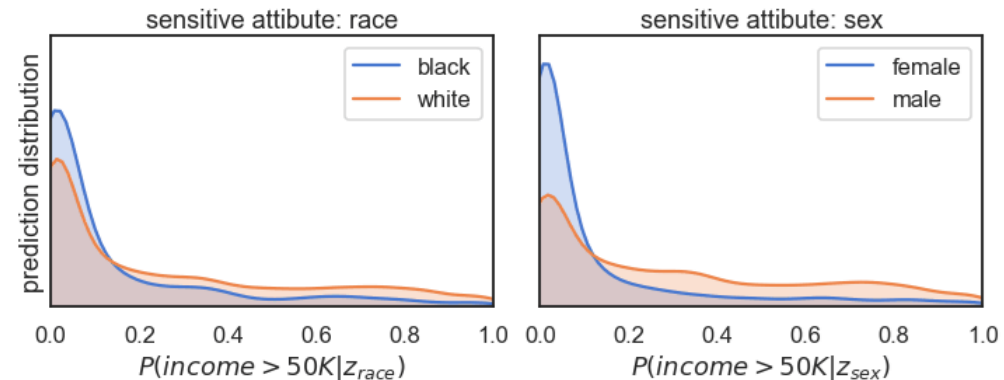 sensitive attibute: race
prediction distribution
black
white
0.0 0.2 0.4 0.6 0.8 1.0
P(income > 50K|z_race)
sensitive attibute: sex
female
male
0.0 0.2 0.4 0.6 0.8 1.0
P(income > 50K|z_sex)